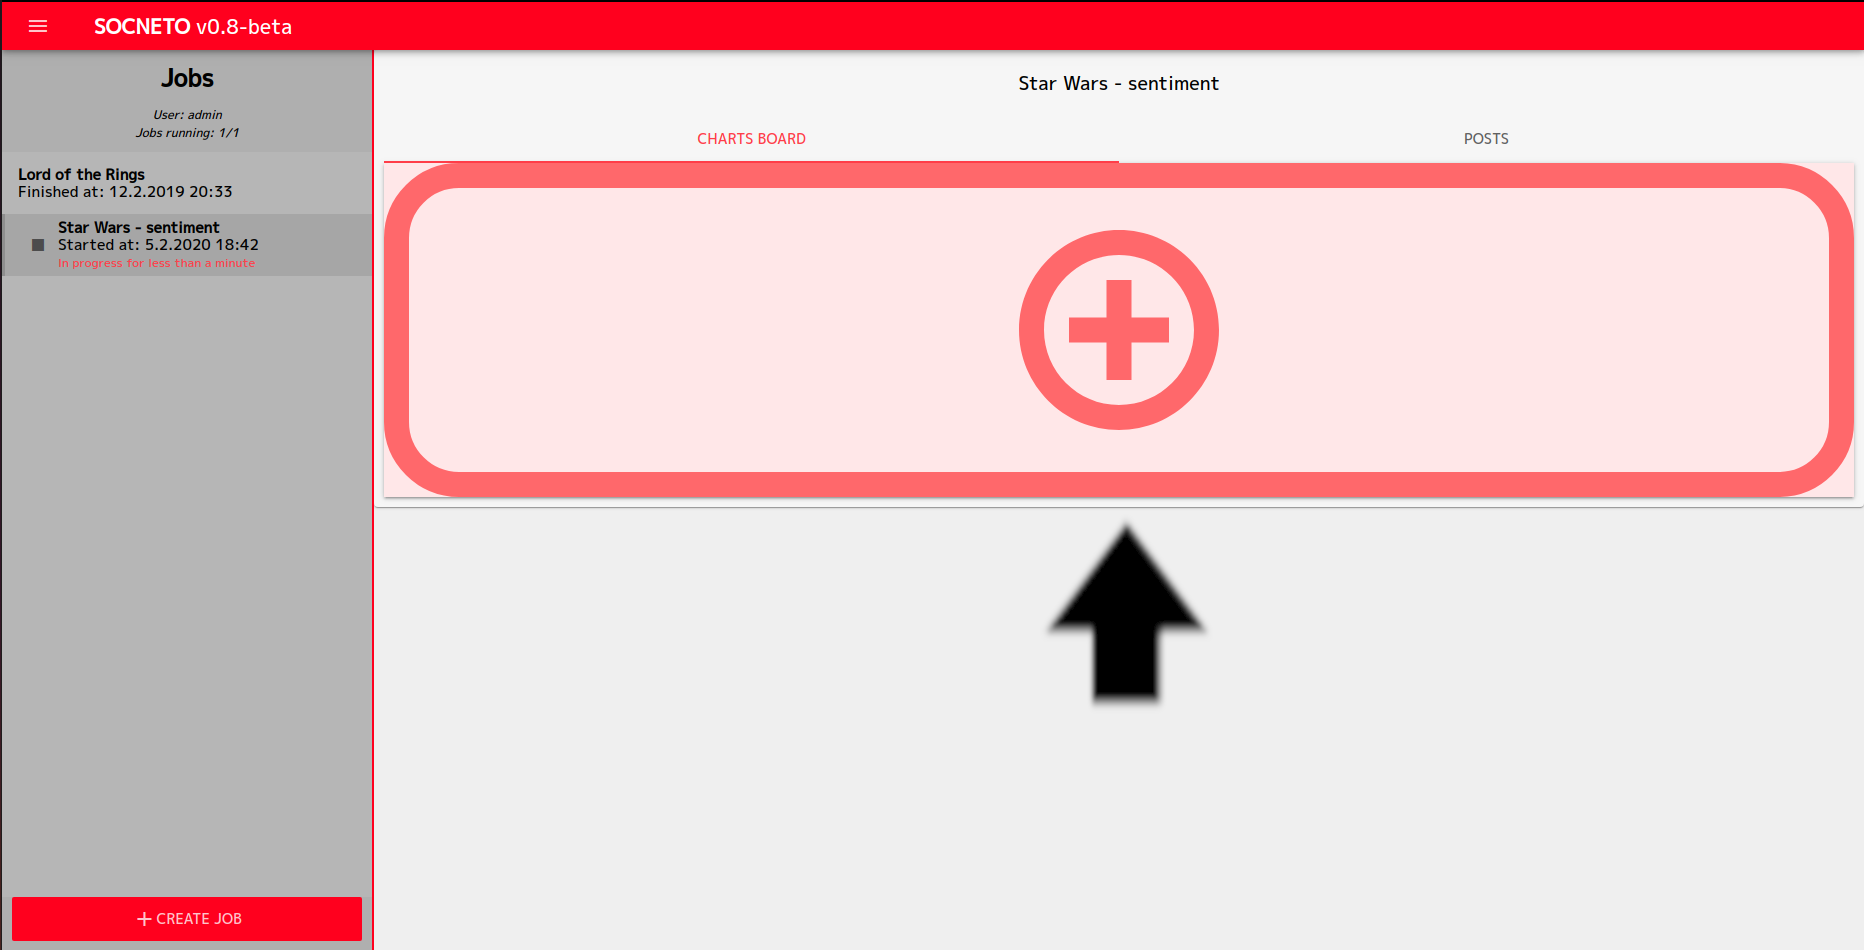 SOCNETO v0.8-beta
Jobs
User: admin
Jobs running: 1/1
Lord of the Rings
Finished at: 12.2.2019 20:33
Star Wars - sentiment
Started at: 5.2.2020 18:42
In progress for less than a minute
CREATE JOB
Star Wars - sentiment
CHARTS BOARD
POSTS